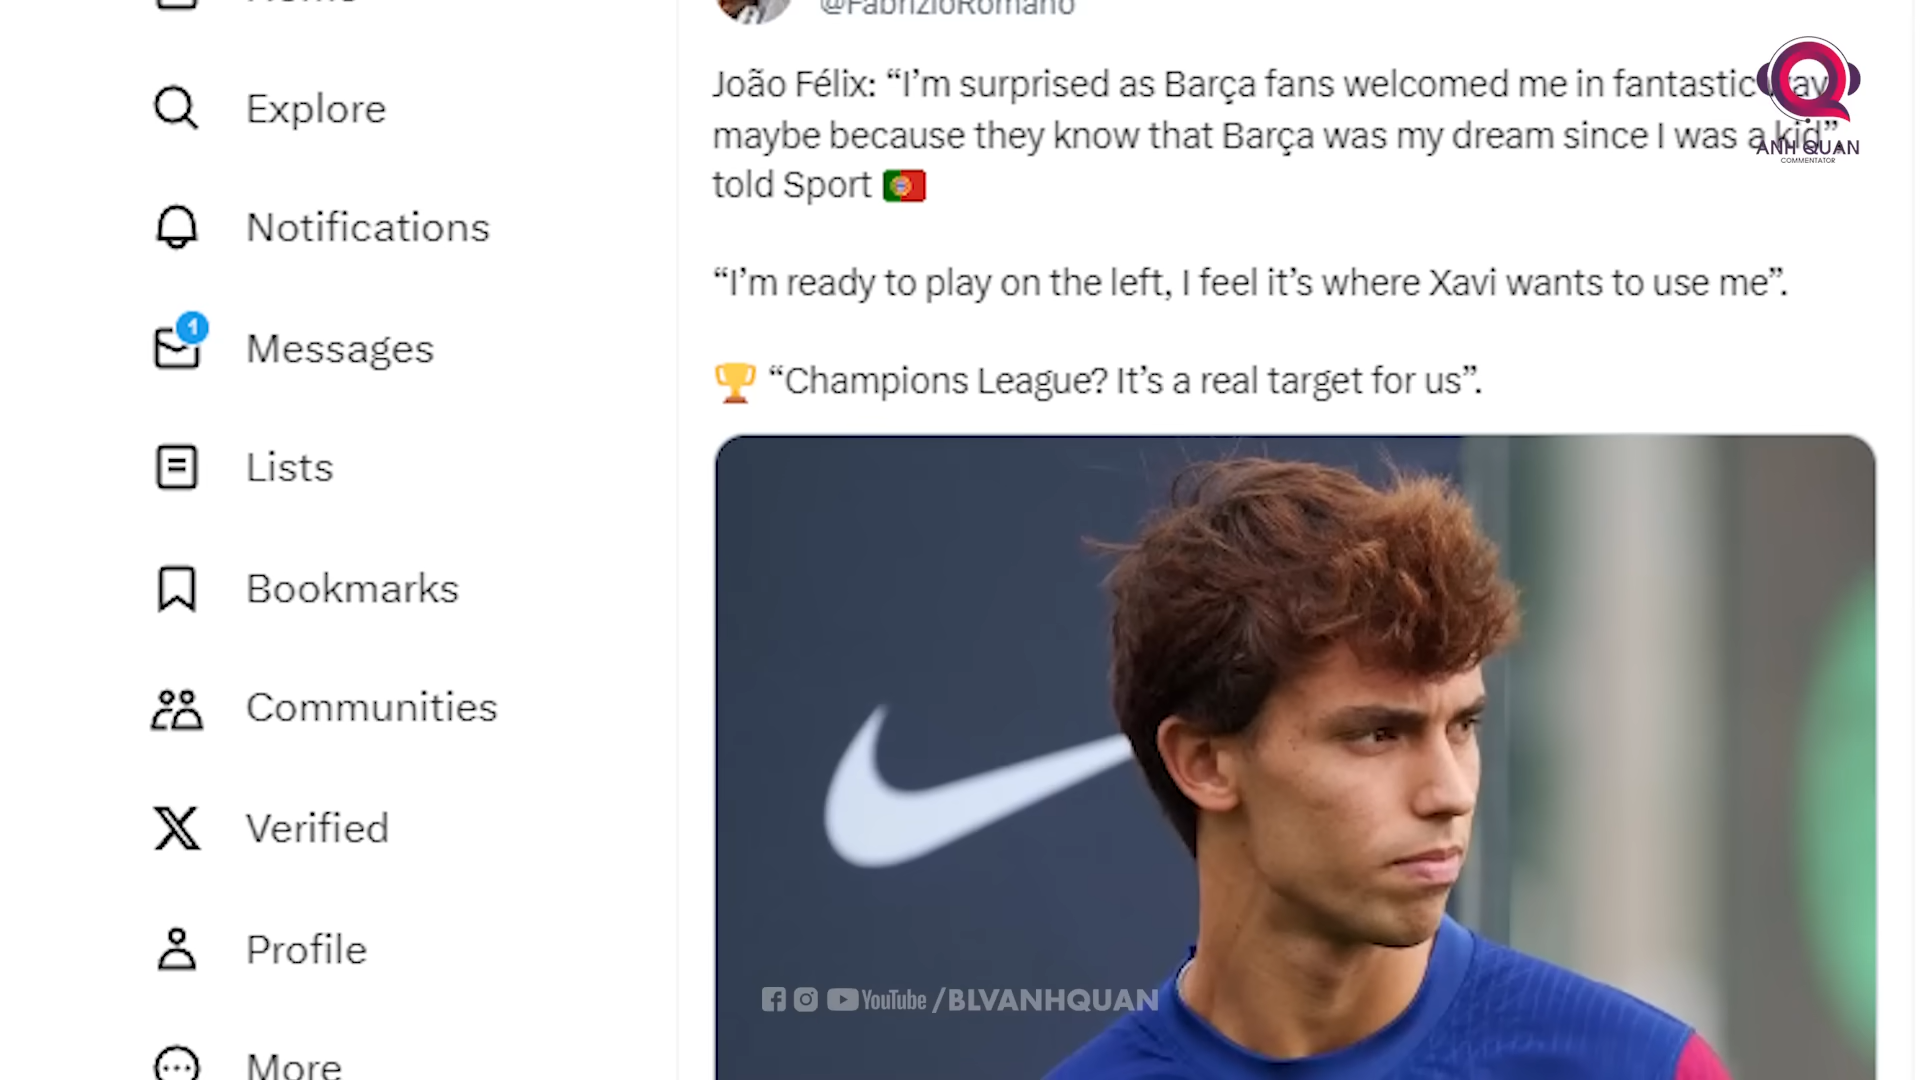 @FabrizioRomano
João Félix: “I’m surprised as Barça fans welcomed me in fantastic way
maybe because they know that Barça was my dream since I was a kid”,
told Sport
“I’m ready to play on the left, I feel it’s where Xavi wants to use me”.
“Champions League? It’s a real target for us”.
Home
Explore
Notifications
1
Messages
Lists
Bookmarks
Communities
Verified
Profile
More
ANH QUAN
COMMENTATOR
YouTube /BLVANHQUAN